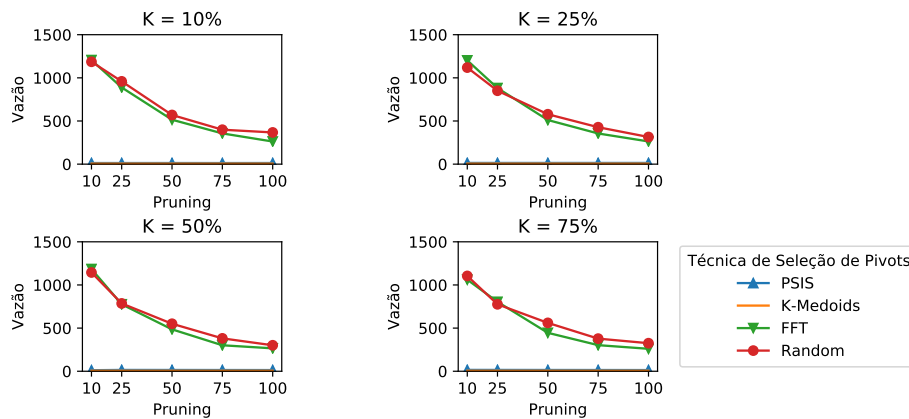 K = 10%
1500
1000
500
0
Vazão
10 25 50 75 100
Pruning
K = 25%
1500
1000
500
0
Vazão
10 25 50 75 100
Pruning
K = 50%
1500
1000
500
0
Vazão
10 25 50 75 100
Pruning
K = 75%
1500
1000
500
0
Vazão
10 25 50 75 100
Pruning
Técnica de Seleção de Pivots
PSIS
K-Medoids
FFT
Random